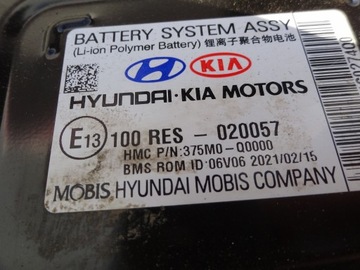 BATTERY SYSTEM ASSY
(Li-ion Polymer Battery) 锂离子聚合物电池
KIA
HYUNDAI·KIA MOTORS
E13 100 RES - 020057
HMC P/N:375M0-Q0000
BMS ROM ID:06V06 2021/02/15
MOBIS HYUNDAI MOBIS COMPANY